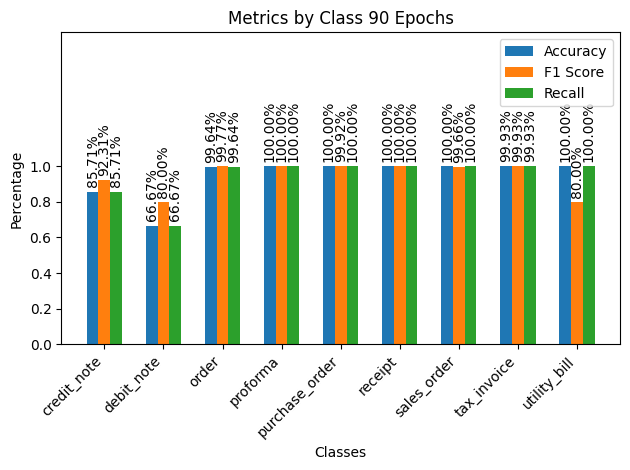 Metrics by Class 90 Epochs
Accuracy
F1 Score
Recall
Percentage
1.0
0.8
0.6
0.4
0.2
0.0
85.71%
92.31%
85.71%
66.67%
80.00%
66.67%
99.64%
99.77%
99.64%
100.00%
100.00%
100.00%
100.00%
99.92%
100.00%
100.00%
100.00%
100.00%
100.00%
99.66%
100.00%
99.93%
99.93%
99.93%
100.00%
80.00%
100.00%
credit_note
debit_note
order
proforma
purchase_order
receipt
sales_order
tax_invoice
utility_bill
Classes